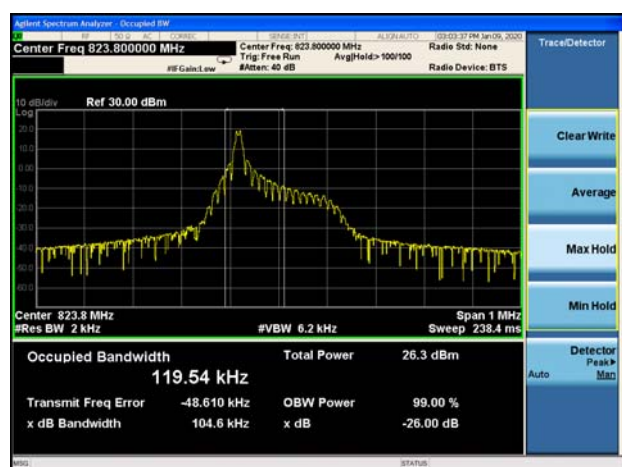 Agilent Spectrum Analyzer - Occupied BW
RF 50 Ω AC CORREC SENSE:INT ALIGNAUTO 03:03:37 PM Jan 09, 2020
Center Freq 823.800000 MHz
Center Freq: 823.800000 MHz
Radio Std: None
Trig: Free Run Avg|Hold:> 100/100
#IFGain:Low #Atten: 40 dB Radio Device: BTS
Trace/Detector
10 dB/div Ref 30.00 dBm
Log
20.0
10.0
0.00
-10.0
-20.0
-30.0
-40.0
-50.0
-60.0
Clear Write
Average
Max Hold
Min Hold
Center 823.8 MHz Span 1 MHz
#Res BW 2 kHz #VBW 6.2 kHz Sweep 238.4 ms
Occupied Bandwidth Total Power 26.3 dBm
119.54 kHz
Transmit Freq Error -48.610 kHz OBW Power 99.00 %
x dB Bandwidth 104.6 kHz x dB -26.00 dB
Detector
Peak▶
Auto Man
MSG STATUS